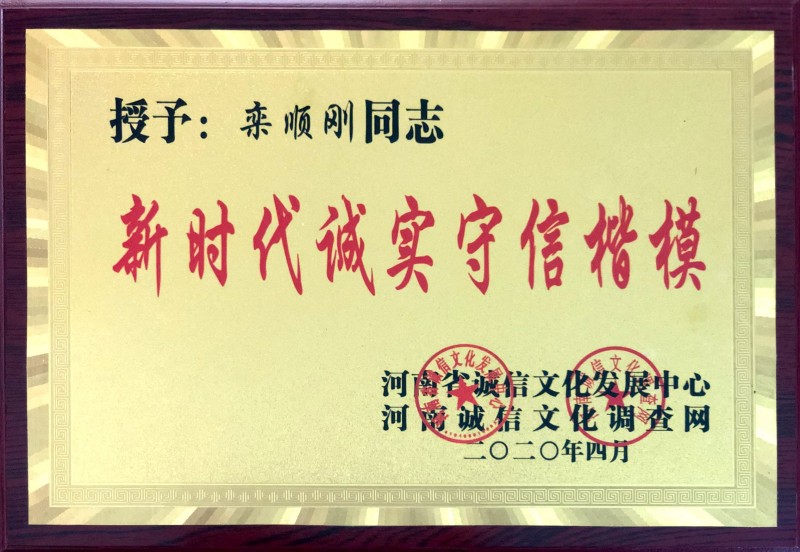 授予：栾顺刚同志
新时代诚实守信楷模
河南省诚信文化发展中心
河南诚信文化调查网
二〇二〇年四月